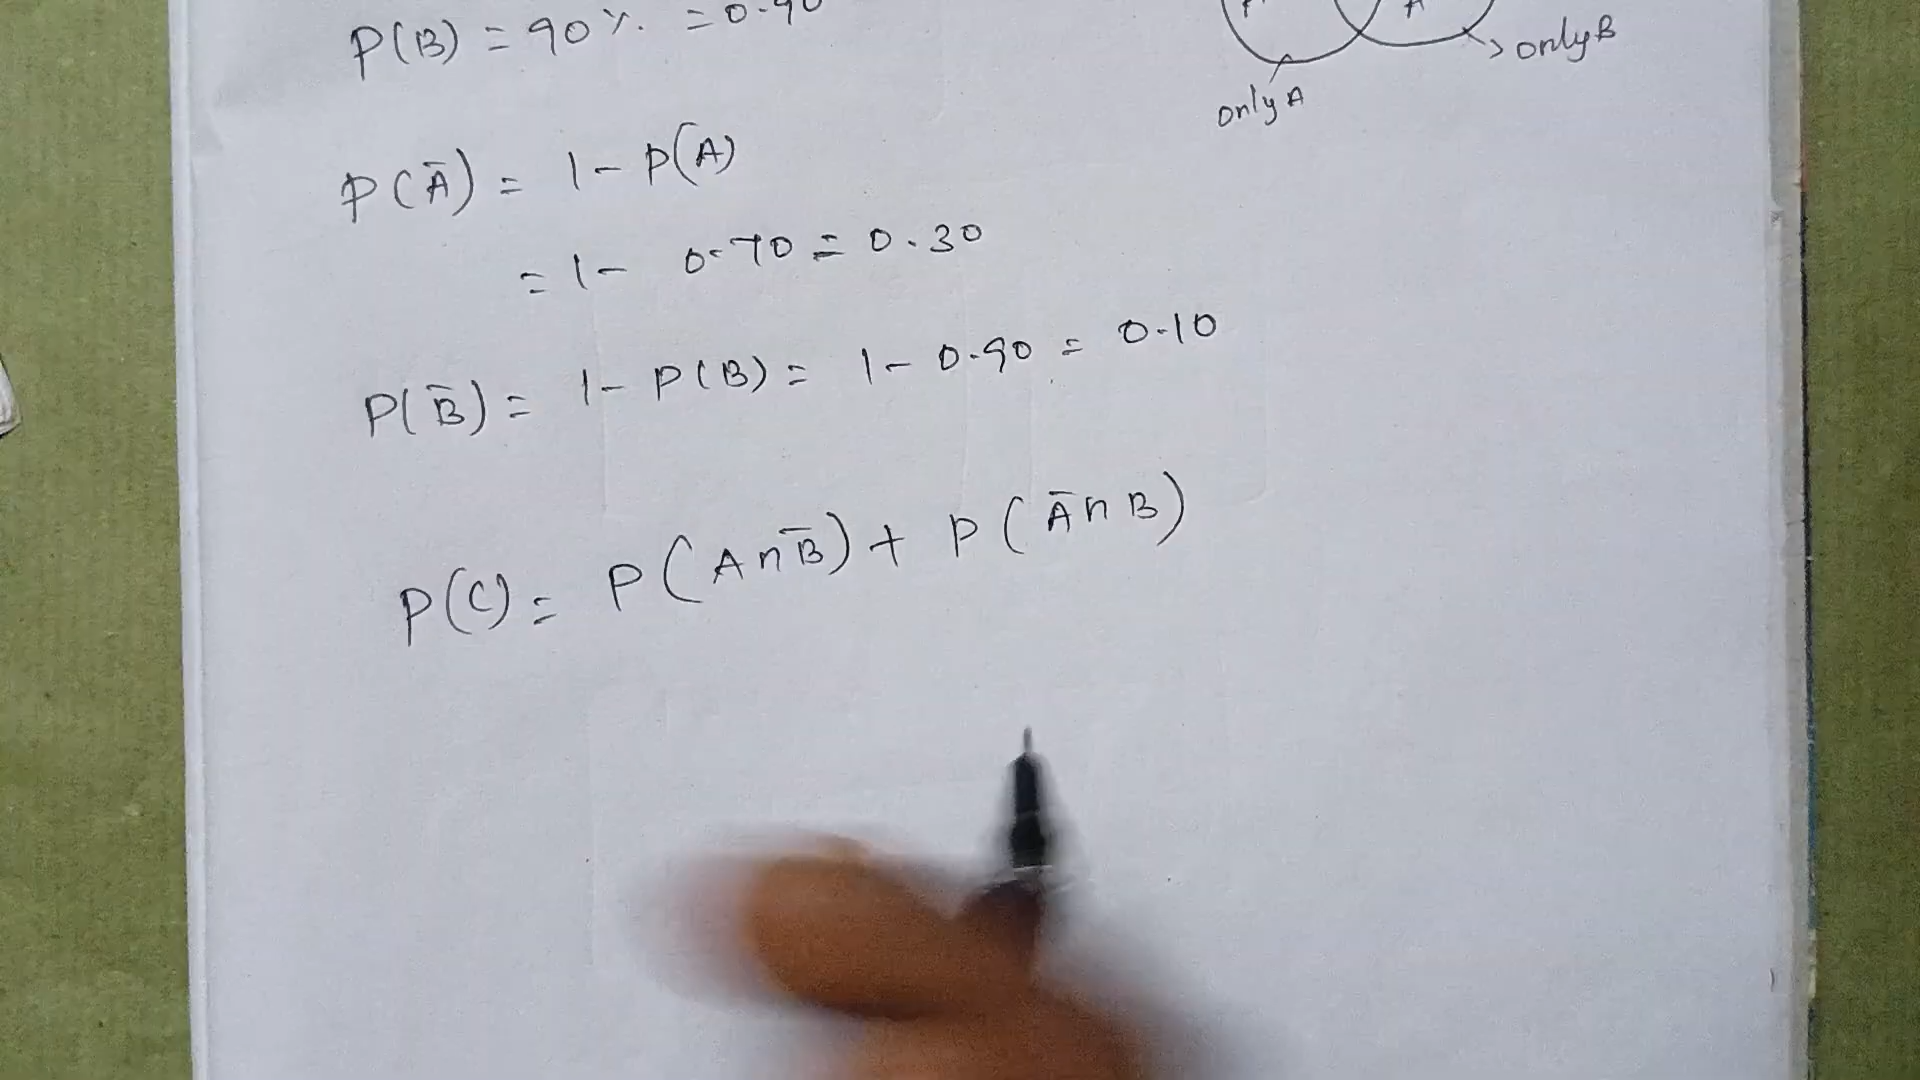 P(B) = 90 %. = 0.90
only B
only A
P(Ā) = 1 - P(A)
= 1 - 0.70 = 0.30
P(B̄) = 1 - P(B) = 1 - 0.90 = 0.10
P(C) = P(A∩B̄) + P(Ā∩B)